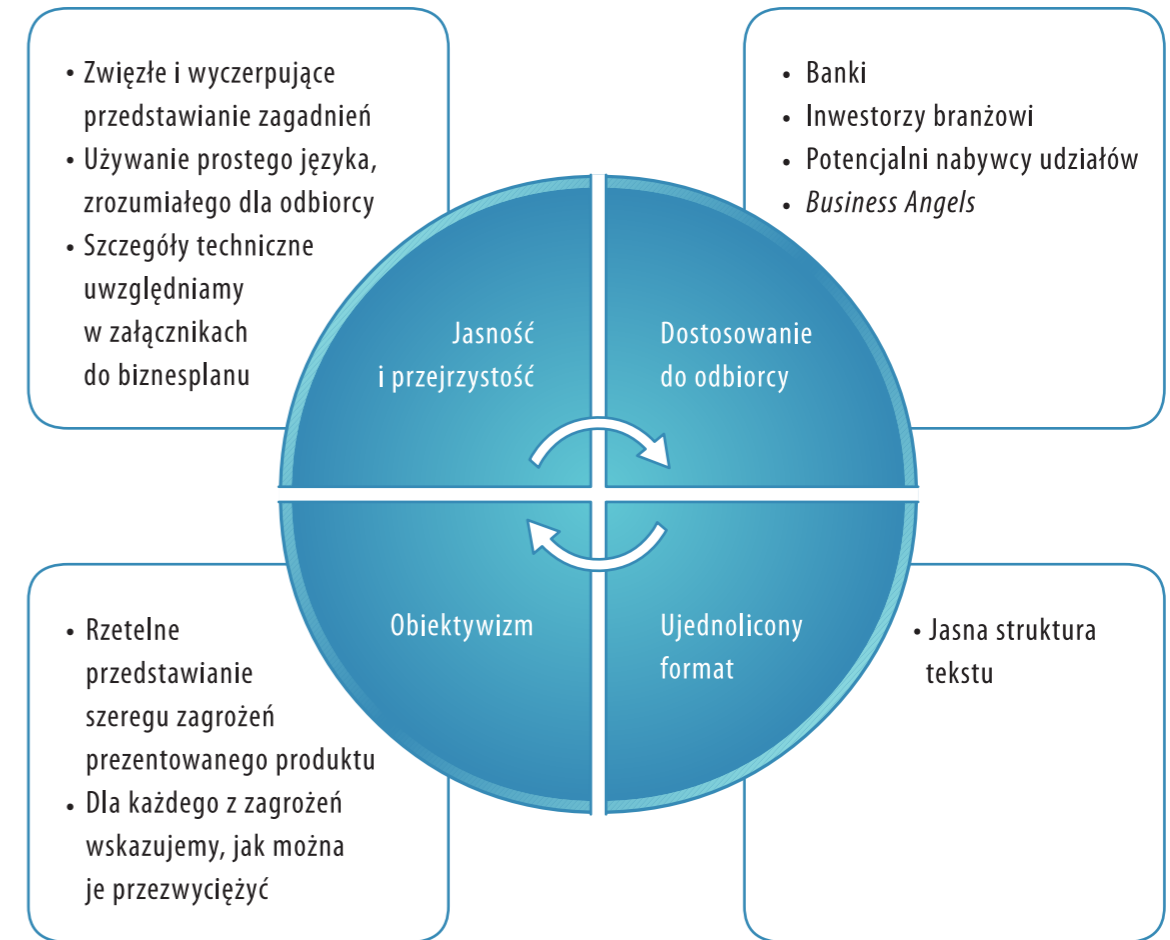 • Zwięzłe i wyczerpujące
przedstawianie zagadnień
• Używanie prostego języka,
zrozumiałego dla odbiorcy
• Szczegóły techniczne
uwzględniamy
w załącznikach
do biznesplanu
• Banki
• Inwestorzy branżowi
• Potencjalni nabywcy udziałów
• Business Angels
Jasność
i przejrzystość
Dostosowanie
do odbiorcy
Obiektywizm
Ujednolicony
format
• Rzetelne
przedstawianie
szeregu zagrożeń
prezentowanego produktu
• Dla każdego z zagrożeń
wskazujemy, jak można
je przezwyciężyć
• Jasna struktura
tekstu